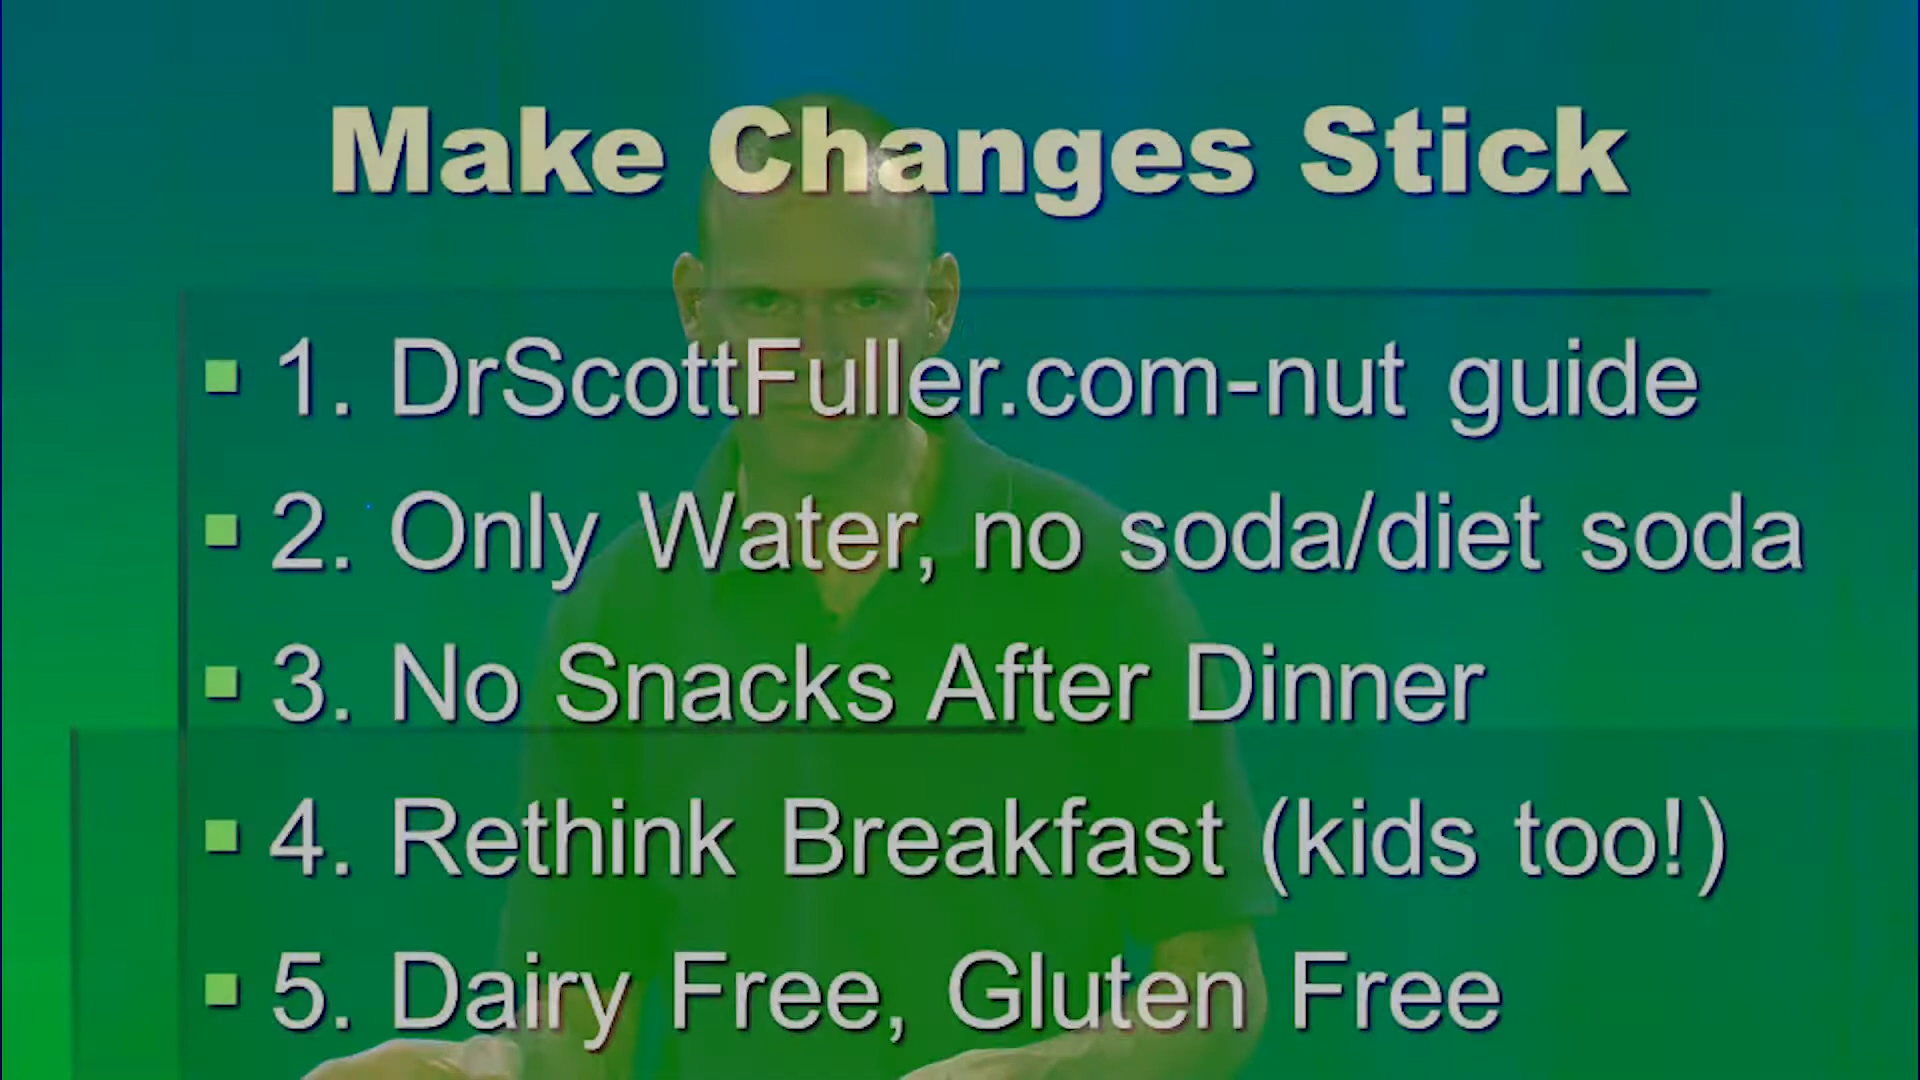 Make Changes Stick
1. DrScottFuller.com-nut guide
2. Only Water, no soda/diet soda
3. No Snacks After Dinner
4. Rethink Breakfast (kids too!)
5. Dairy Free, Gluten Free